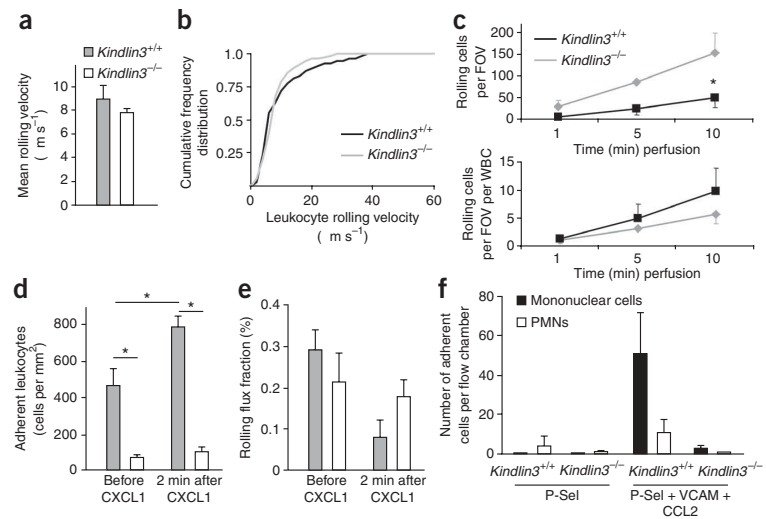 a
Kindlin3+/+
Kindlin3−/−
Mean rolling velocity
( m s−1)
12
10
8
6
4
2
0
b
Cumulative frequency
distribution
1.0
0.75
0.5
0.25
Kindlin3+/+
Kindlin3−/−
0 20 40 60
Leukocyte rolling velocity
( m s−1)
c
Kindlin3+/+
Kindlin3−/−
Rolling cells
per FOV
200
150
100
50
0
*
1 5 10
Time (min) perfusion
Rolling cells
per FOV per WBC
15
10
5
0
1 5 10
Time (min) perfusion
d
Adherent leukocytes
(cells per mm2)
800
600
400
200
0
*
*
*
Before
CXCL1
2 min after
CXCL1
e
Rolling flux fraction (%)
0.4
0.3
0.2
0.1
0
Before
CXCL1
2 min after
CXCL1
f
Number of adherent
cells per flow chamber
80
60
40
20
0
Mononuclear cells
PMNs
Kindlin3+/+ Kindlin3−/− Kindlin3+/+ Kindlin3−/−
P-Sel
P-Sel + VCAM +
CCL2